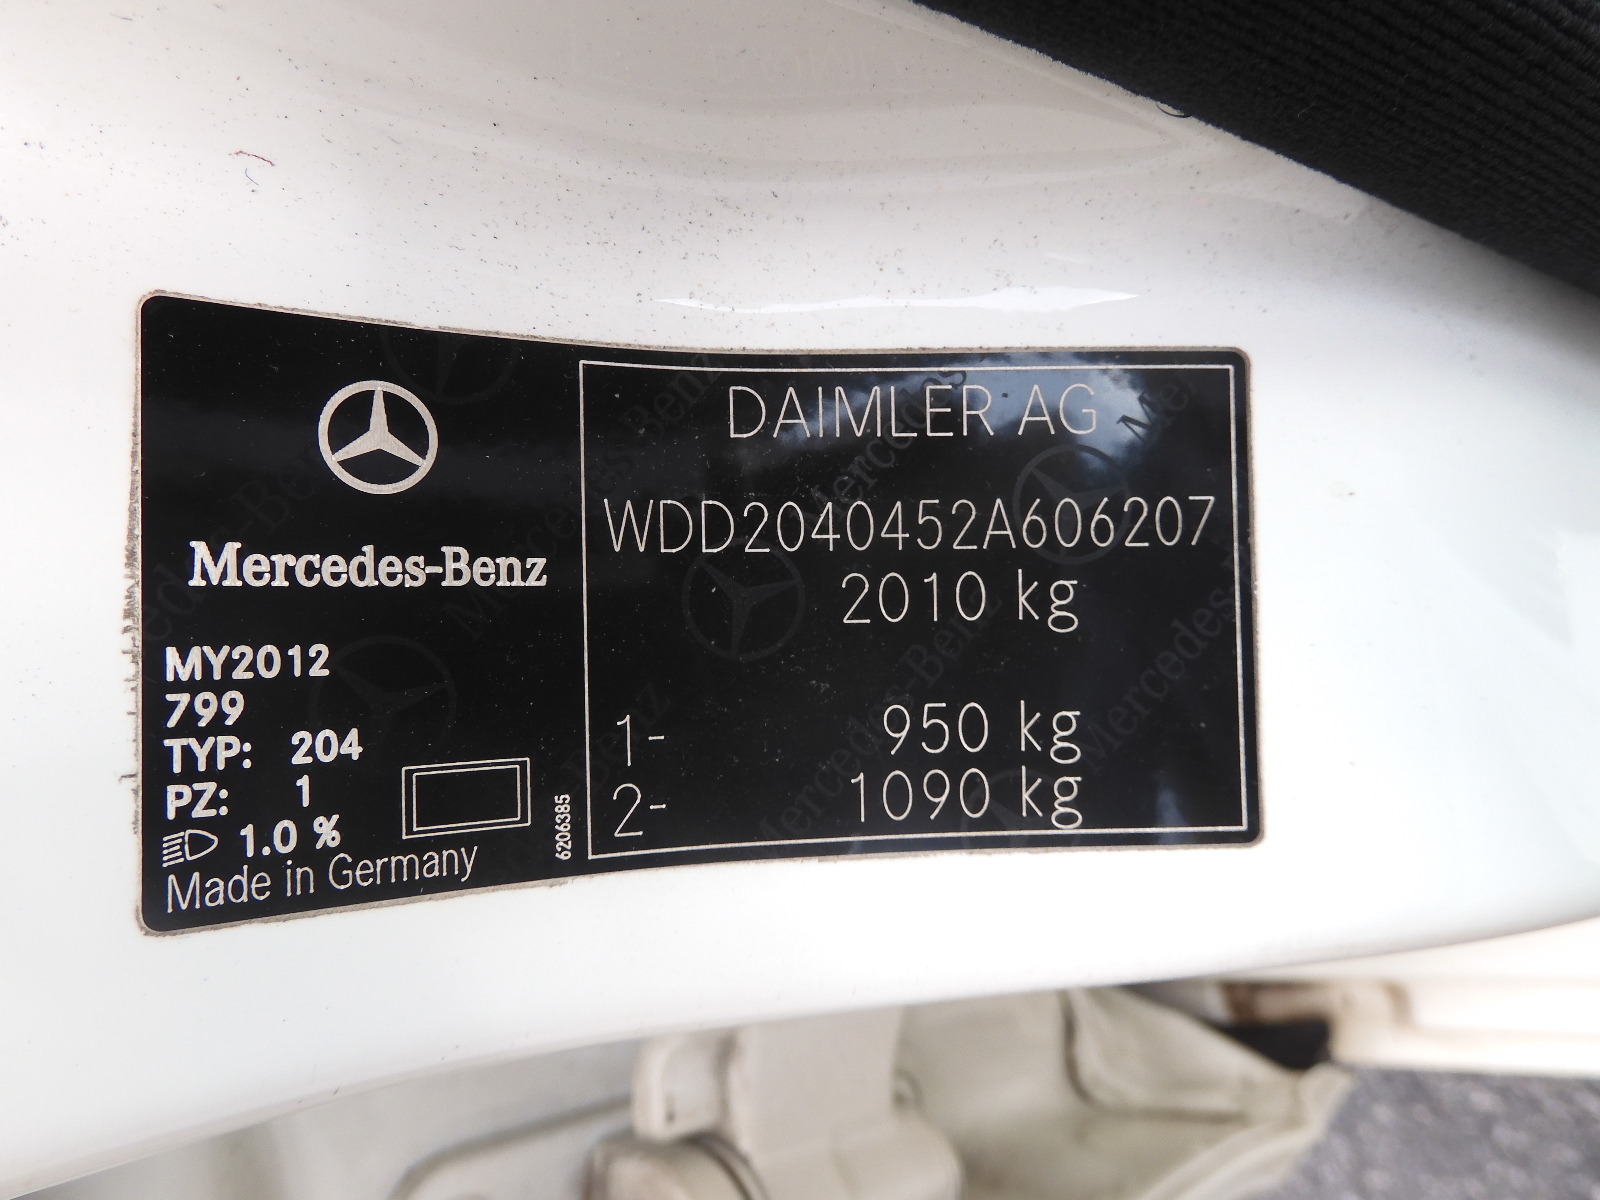 Mercedes-Benz
MY2012
799
TYP: 204
PZ: 1
1.0 %
Made in Germany
6206385
DAIMLER AG
WDD2040452A606207
2010 kg
1- 950 kg
2- 1090 kg